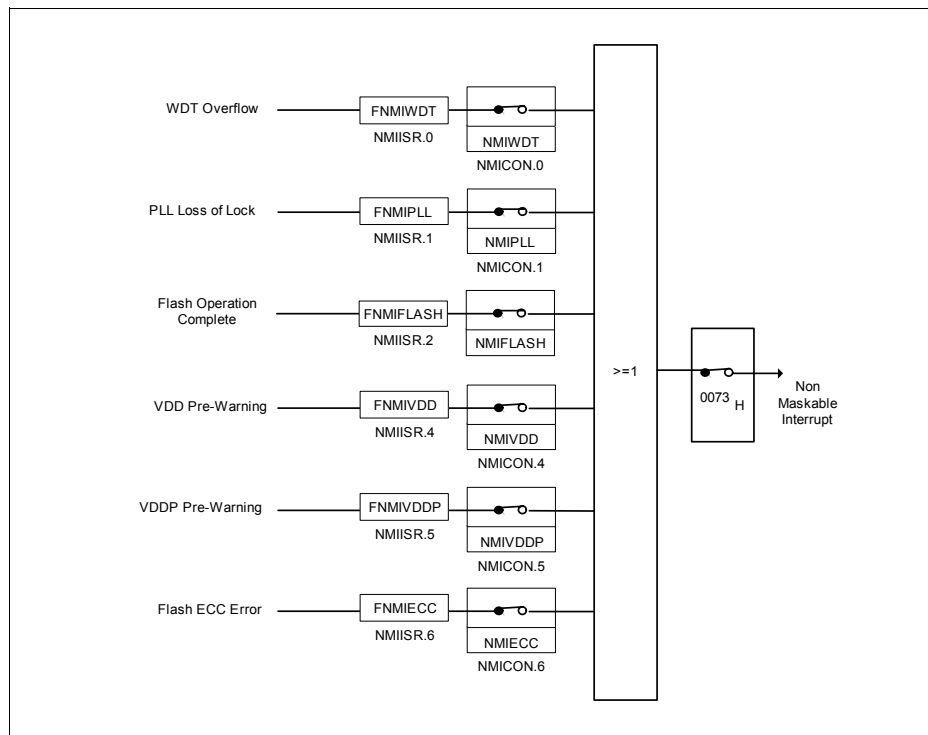 WDT Overflow
FNMIWDT
NMIISR.0
NMIWDT
NMICON.0
PLL Loss of Lock
FNMIPLL
NMIISR.1
NMIPLL
NMICON.1
Flash Operation
Complete
FNMIFLASH
NMIISR.2
NMIFLASH
VDD Pre-Warning
FNMIVDD
NMIISR.4
NMIVDD
NMICON.4
VDDP Pre-Warning
FNMIVDDP
NMIISR.5
NMIVDDP
NMICON.5
Flash ECC Error
FNMIECC
NMIISR.6
NMIECC
NMICON.6
>=1
0073 H
Non
Maskable
Interrupt